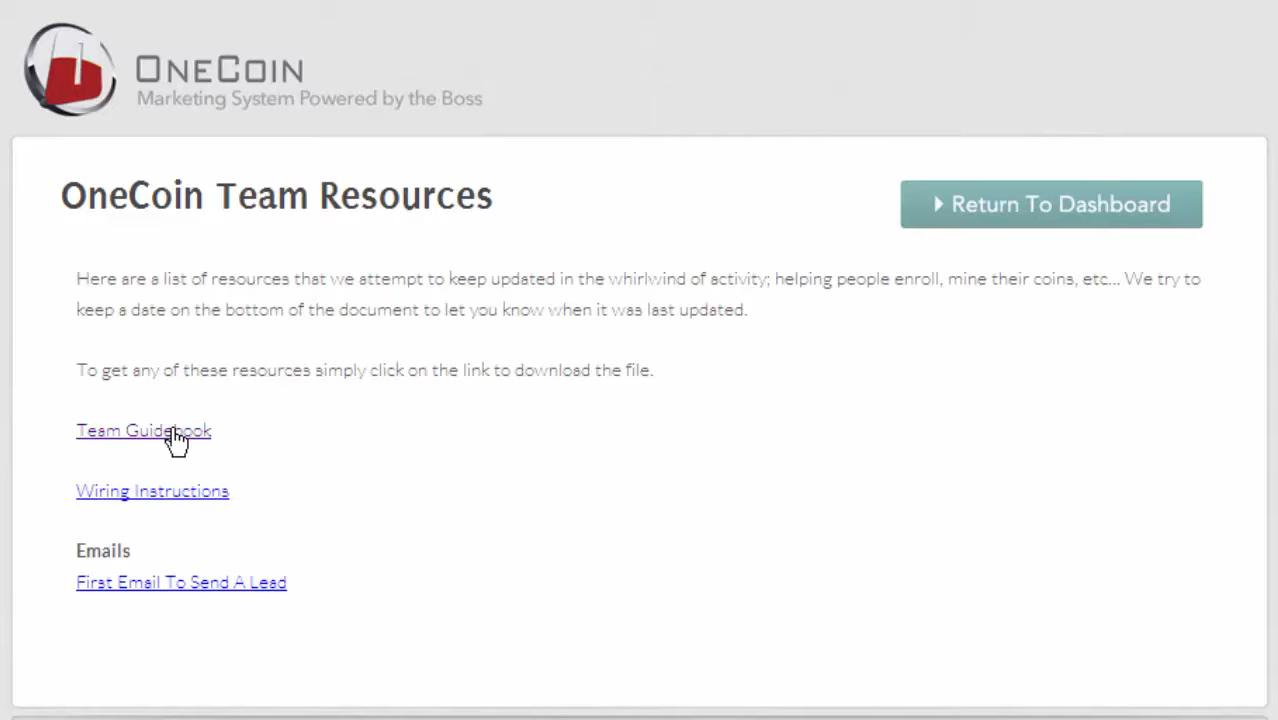 OneCoin
Marketing System Powered by the Boss
OneCoin Team Resources
Return To Dashboard
Here are a list of resources that we attempt to keep updated in the whirlwind of activity; helping people enroll, mine their coins, etc... We try to
keep a date on the bottom of the document to let you know when it was last updated.
To get any of these resources simply click on the link to download the file.
Team Guidebook
Wiring Instructions
Emails
First Email To Send A Lead